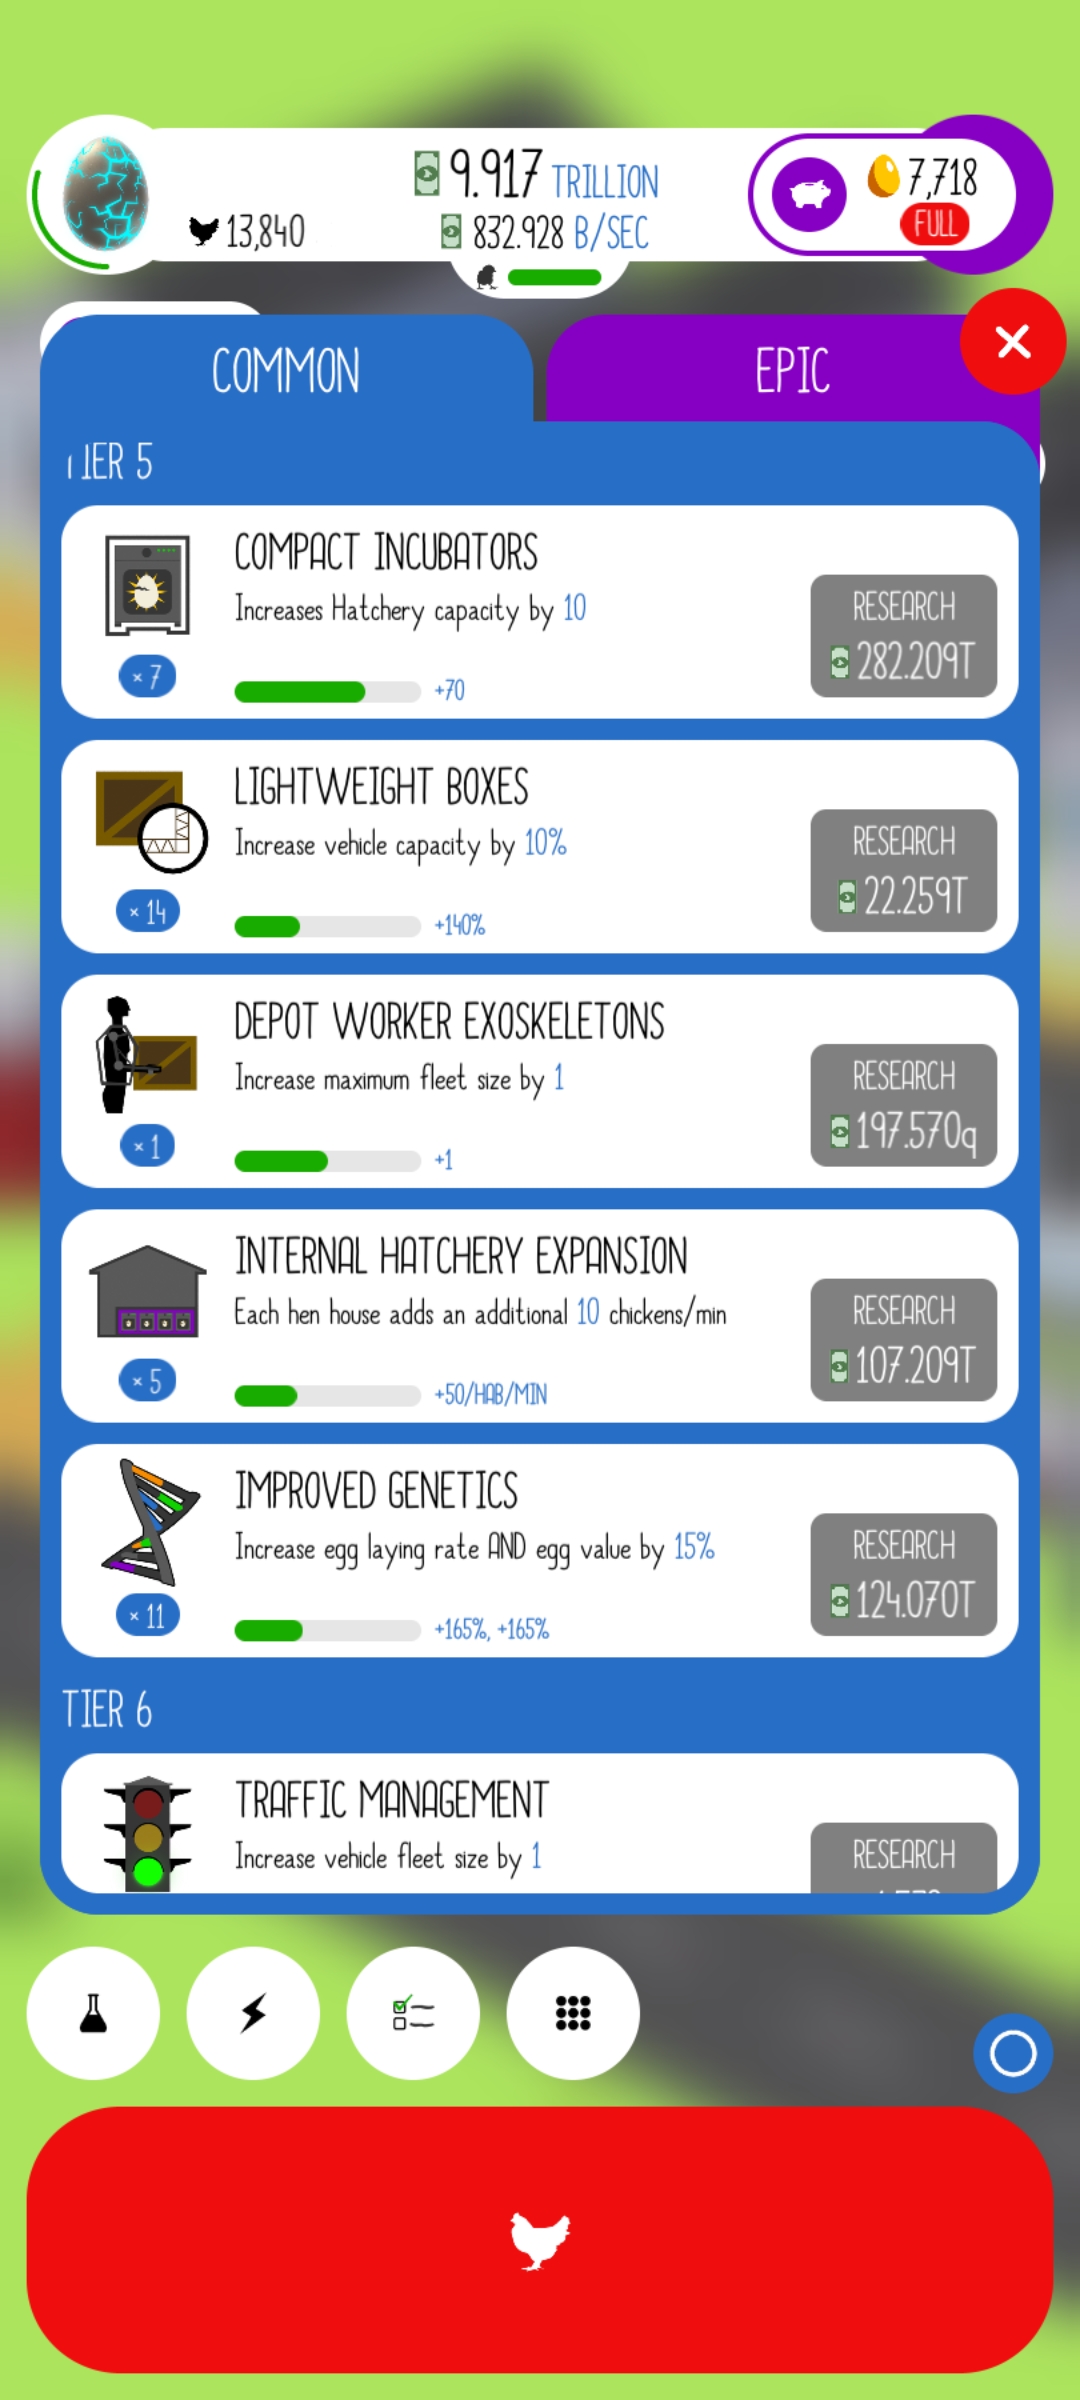 9.917 TRILLION
7,718
13,840
832.928 B/SEC
FULL
COMMON
EPIC
TIER 5
COMPACT INCUBATORS
Increases Hatchery capacity by 10
RESEARCH
282.209T
× 7
+70
LIGHTWEIGHT BOXES
Increase vehicle capacity by 10%
RESEARCH
22.259T
× 14
+140%
DEPOT WORKER EXOSKELETONS
Increase maximum fleet size by 1
RESEARCH
197.570q
× 1
+1
INTERNAL HATCHERY EXPANSION
Each hen house adds an additional 10 chickens/min
RESEARCH
107.209T
× 5
+50/HAB/MIN
IMPROVED GENETICS
Increase egg laying rate AND egg value by 15%
RESEARCH
124.070T
× 11
+165%, +165%
TIER 6
TRAFFIC MANAGEMENT
Increase vehicle fleet size by 1
RESEARCH